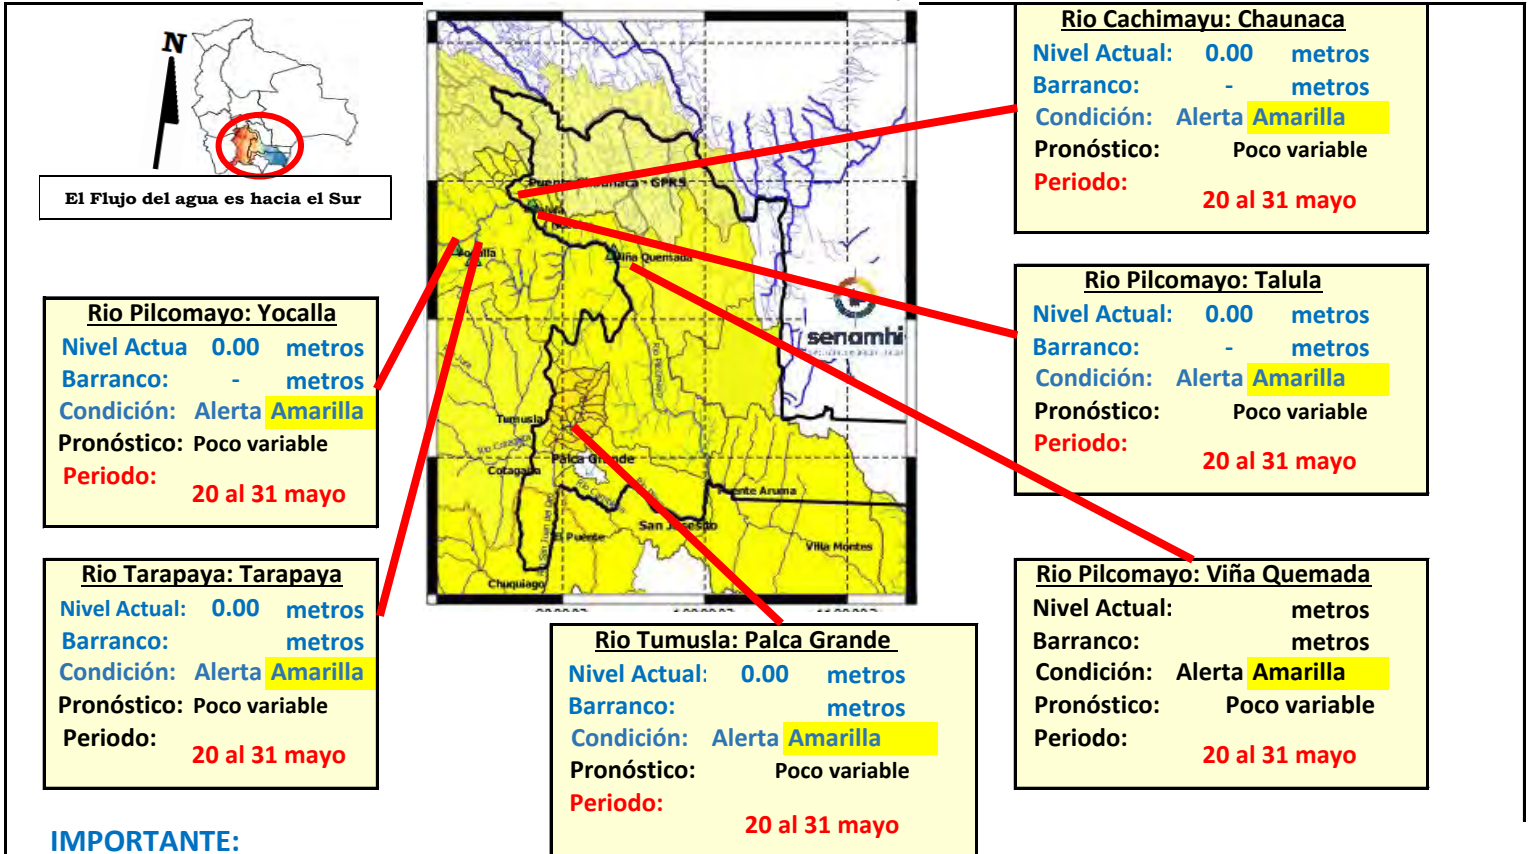 N
El Flujo del agua es hacia el Sur
Rio Cachimayu: Chaunaca
Nivel Actual: 0.00 metros
Barranco: - metros
Condición: Alerta Amarilla
Pronóstico: Poco variable
Periodo:
20 al 31 mayo
Rio Pilcomayo: Talula
Nivel Actual: 0.00 metros
Barranco: - metros
Condición: Alerta Amarilla
Pronóstico: Poco variable
Periodo:
20 al 31 mayo
Rio Pilcomayo: Yocalla
Nivel Actua 0.00 metros
Barranco: - metros
Condición: Alerta Amarilla
Pronóstico: Poco variable
Periodo:
20 al 31 mayo
Rio Tarapaya: Tarapaya
Nivel Actual: 0.00 metros
Barranco: metros
Condición: Alerta Amarilla
Pronóstico: Poco variable
Periodo:
20 al 31 mayo
Rio Pilcomayo: Viña Quemada
Nivel Actual: metros
Barranco: metros
Condición: Alerta Amarilla
Pronóstico: Poco variable
Periodo:
20 al 31 mayo
Rio Tumusla: Palca Grande
Nivel Actual: 0.00 metros
Barranco: metros
Condición: Alerta Amarilla
Pronóstico: Poco variable
Periodo:
20 al 31 mayo
Puente Chaunaca - GPRS
Yocalla
Viña Quemada
senamhi
Rio Pilcomayo
Tumusla
Palca Grande
Cotagaita
Puente Aruma
San Josesito
El Puente
Villa Montes
Chuquiago
IMPORTANTE: